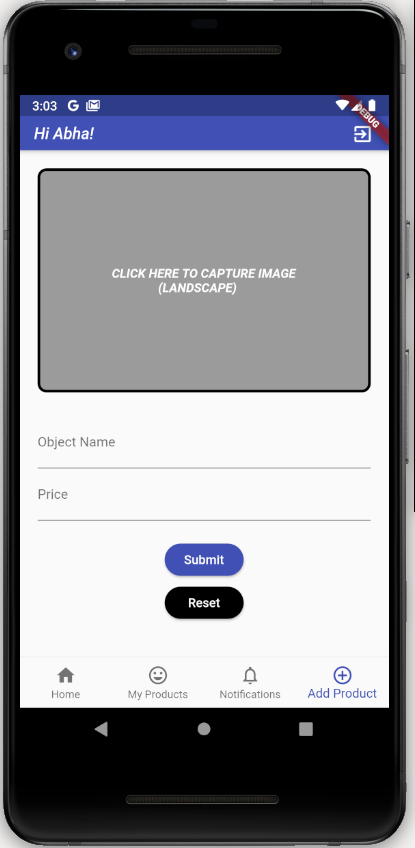 3:03 G
DEBUG
Hi Abha!
CLICK HERE TO CAPTURE IMAGE
(LANDSCAPE)
Object Name
Price
Submit
Reset
Home
My Products
Notifications
Add Product